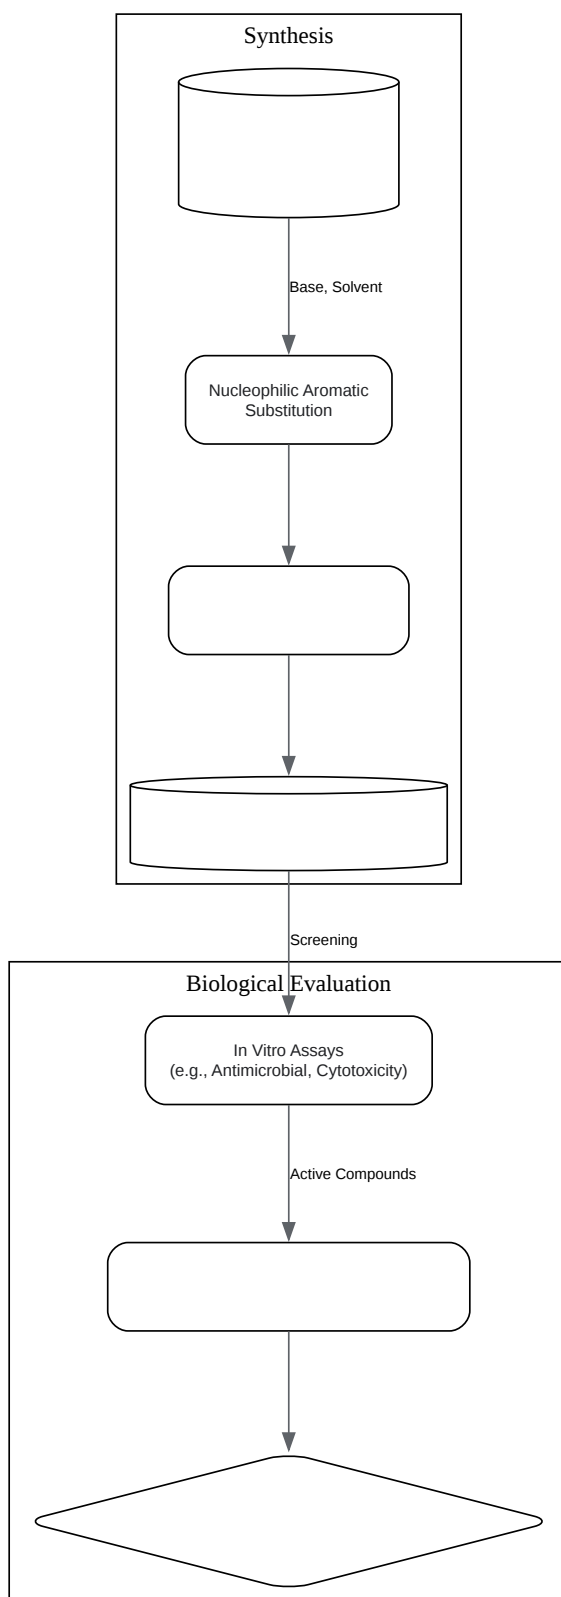 Synthesis
Base, Solvent
Nucleophilic Aromatic
Substitution
Screening
Biological Evaluation
In Vitro Assays
(e.g., Antimicrobial, Cytotoxicity)
Active Compounds